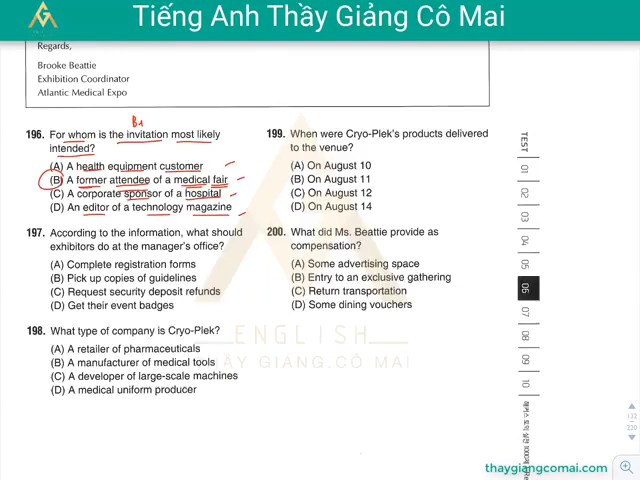 Tiếng Anh Thầy Giảng Cô Mai
Regards,
Brooke Beattie
Exhibition Coordinator
Atlantic Medical Expo
B1
196. For whom is the invitation most likely
intended?
(A) A health equipment customer
(B) A former attendee of a medical fair
(C) A corporate sponsor of a hospital
(D) An editor of a technology magazine
197. According to the information, what should
exhibitors do at the manager's office?
(A) Complete registration forms
(B) Pick up copies of guidelines
(C) Request security deposit refunds
(D) Get their event badges
198. What type of company is Cryo-Plek?
(A) A retailer of pharmaceuticals
(B) A manufacturer of medical tools
(C) A developer of large-scale machines
(D) A medical uniform producer
199. When were Cryo-Plek's products delivered
to the venue?
(A) On August 10
(B) On August 11
(C) On August 12
(D) On August 14
200. What did Ms. Beattie provide as
compensation?
(A) Some advertising space
(B) Entry to an exclusive gathering
(C) Return transportation
(D) Some dining vouchers
ENGLISH
THẦY GIẢNG.CÔ MAI
TEST
01
02
03
04
05
06
07
08
09
10
132
220
thaygiangcomai.com